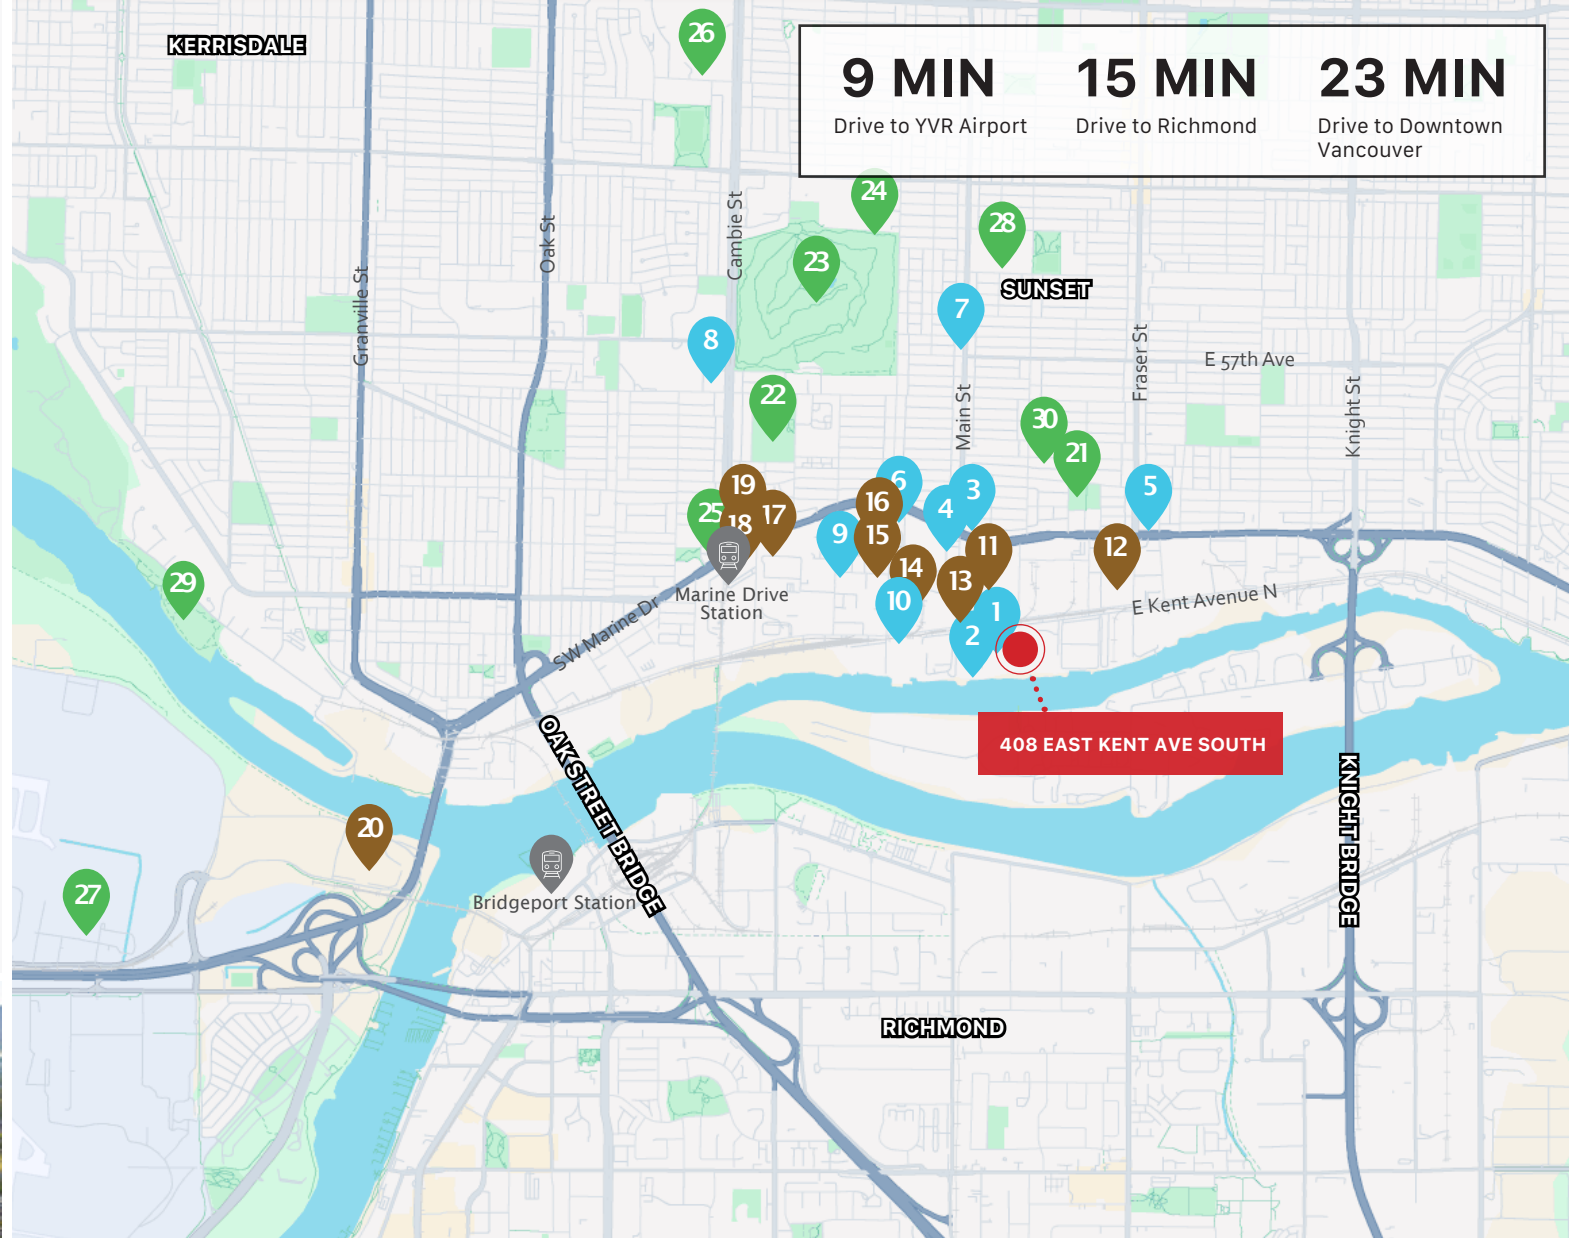 KERRISDALE
26
9 MIN
15 MIN
23 MIN
Drive to YVR Airport
Drive to Richmond
Drive to Downtown
Vancouver
24
28
Cambie St
Oak St
23
SUNSET
Granville St
7
8
Fraser St
E 57th Ave
22
Main St
Knight St
30
21
19
6
3
5
16
4
25
18
17
9
15
11
12
14
13
29
Marine Drive
Station
10
1
2
E Kent Avenue N
SW Marine Dr
408 EAST KENT AVE SOUTH
OAK STREET BRIDGE
KNIGHT BRIDGE
20
27
Bridgeport Station
RICHMOND